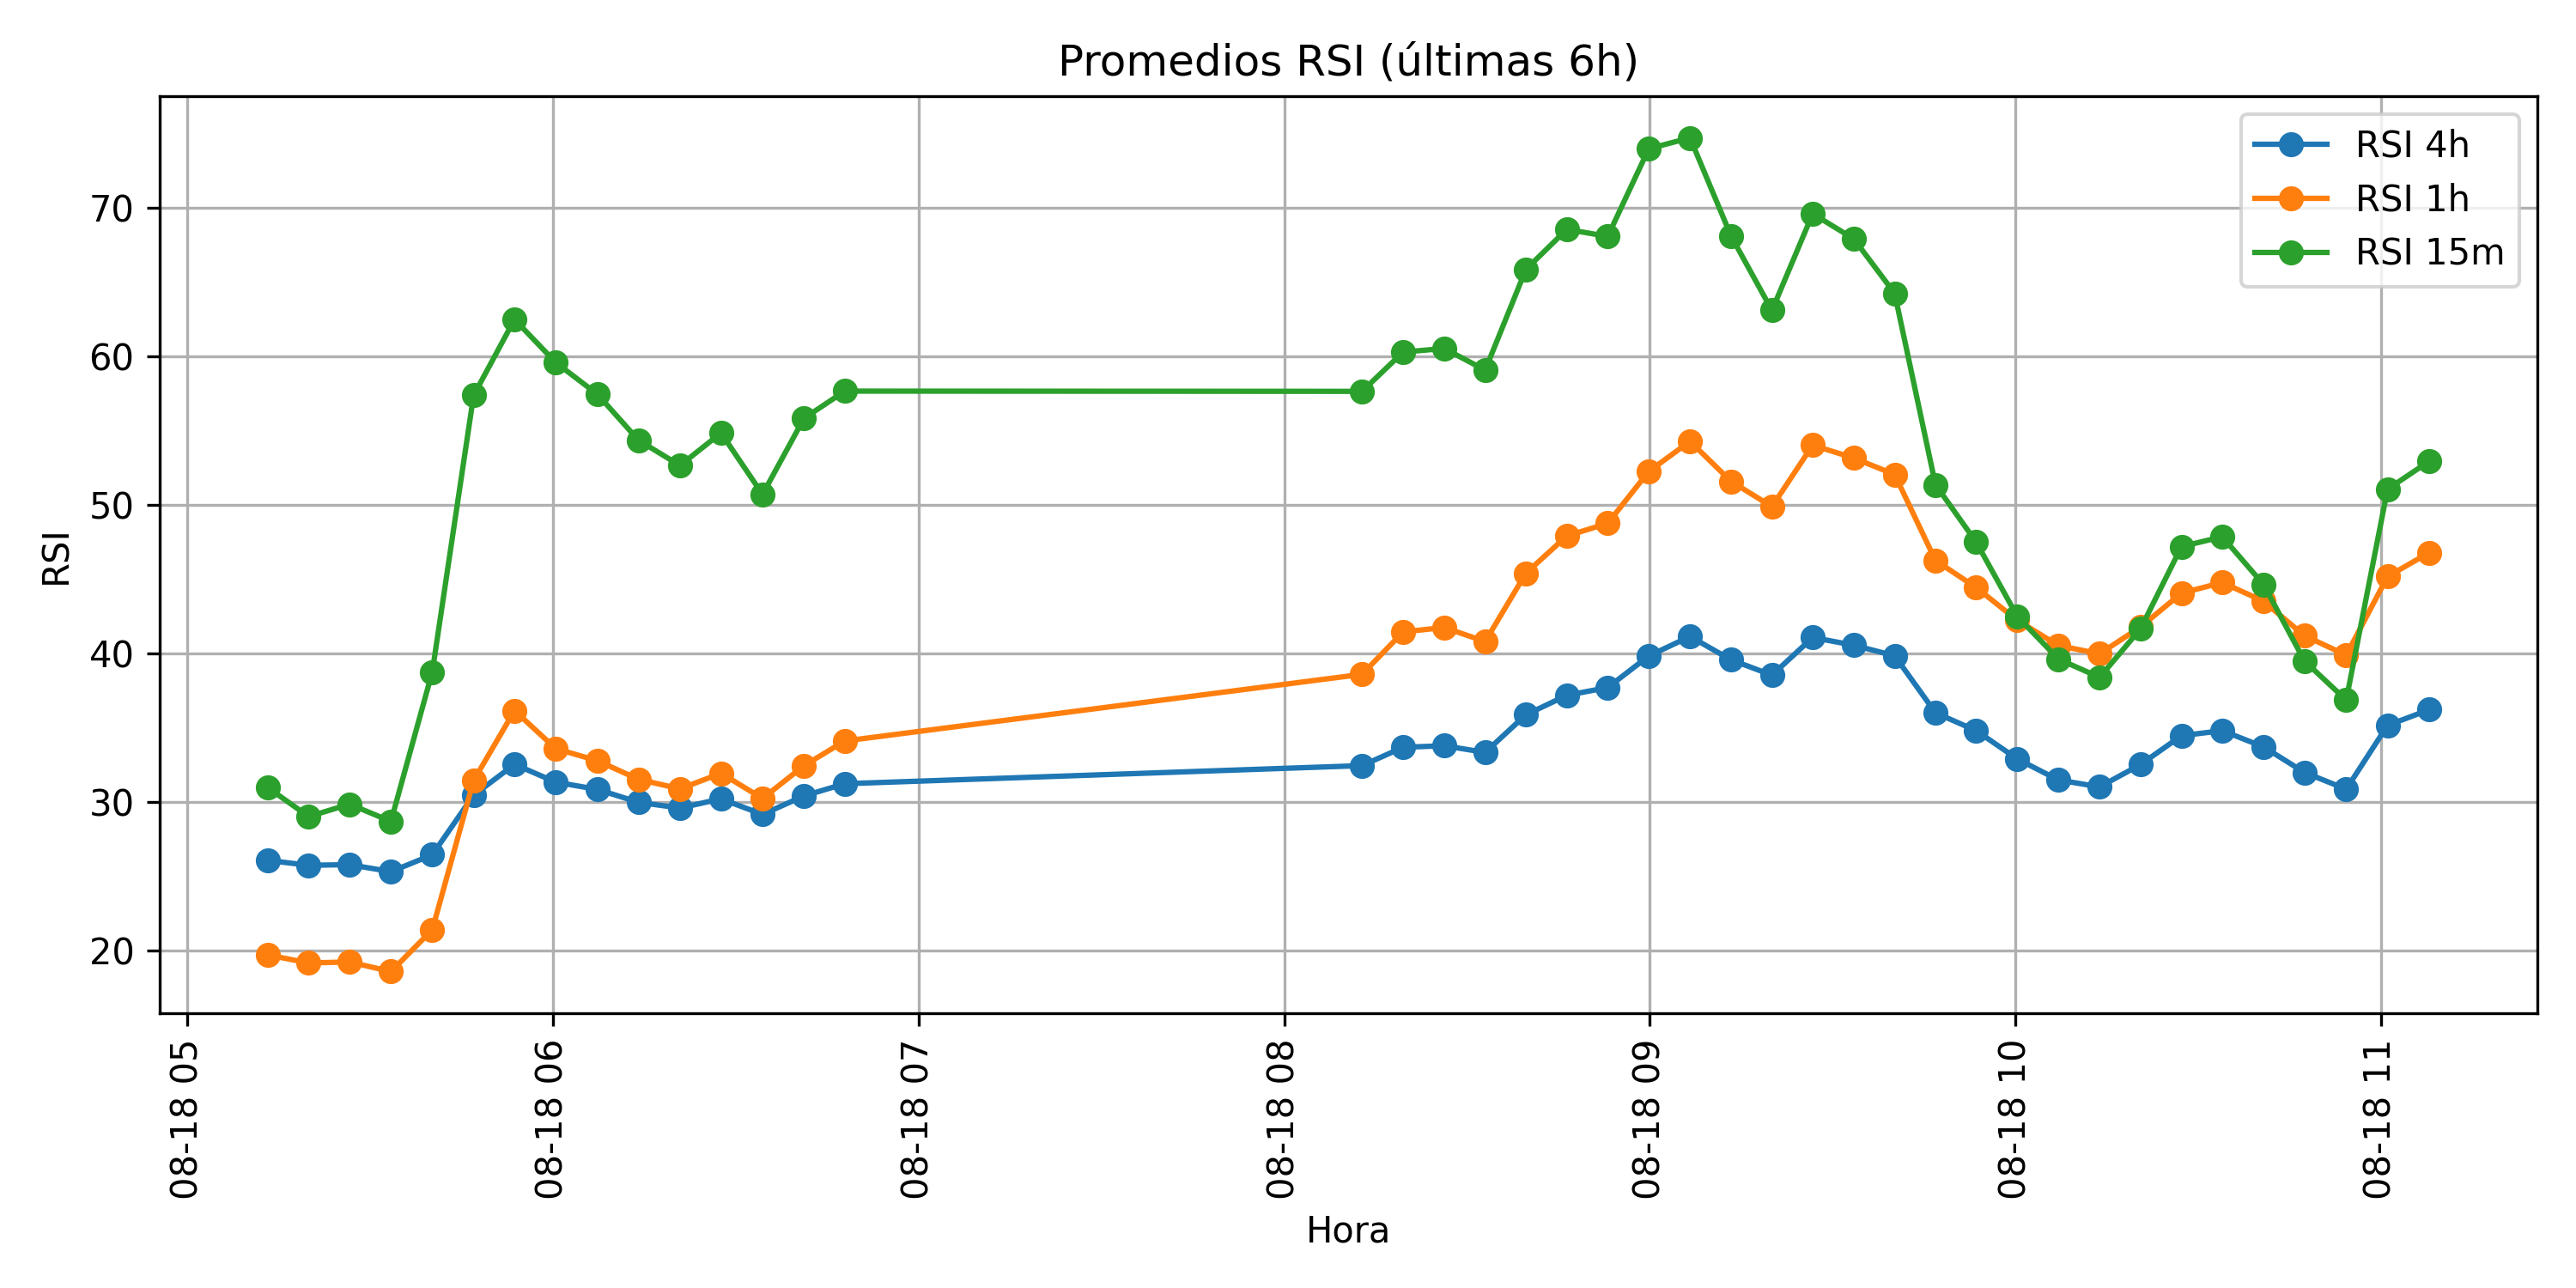 Promedios RSI (últimas 6h)
RSI 4h
RSI 1h
RSI 15m
70
60
50
40
30
20
RSI
08-18 05
08-18 06
08-18 07
08-18 08
08-18 09
08-18 10
08-18 11
Hora